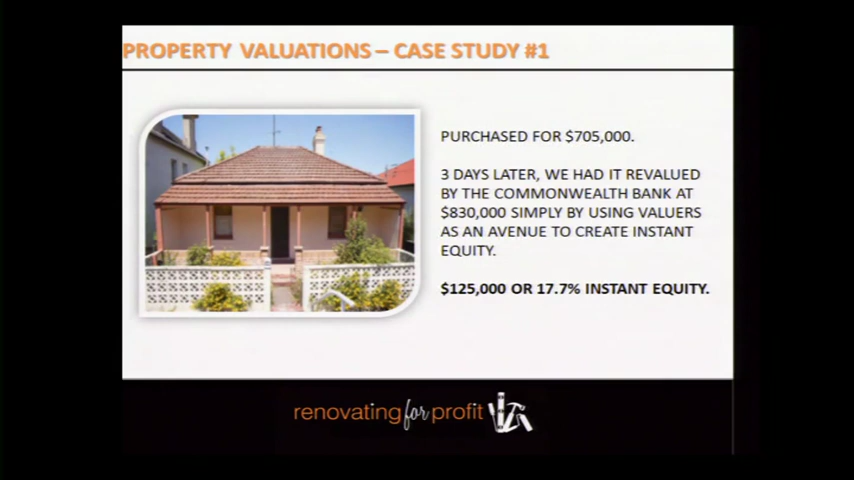 PROPERTY VALUATIONS – CASE STUDY #1
PURCHASED FOR $705,000.
3 DAYS LATER, WE HAD IT REVALUED
BY THE COMMONWEALTH BANK AT
$830,000 SIMPLY BY USING VALUERS
AS AN AVENUE TO CREATE INSTANT
EQUITY.
$125,000 OR 17.7% INSTANT EQUITY.
renovating for profit